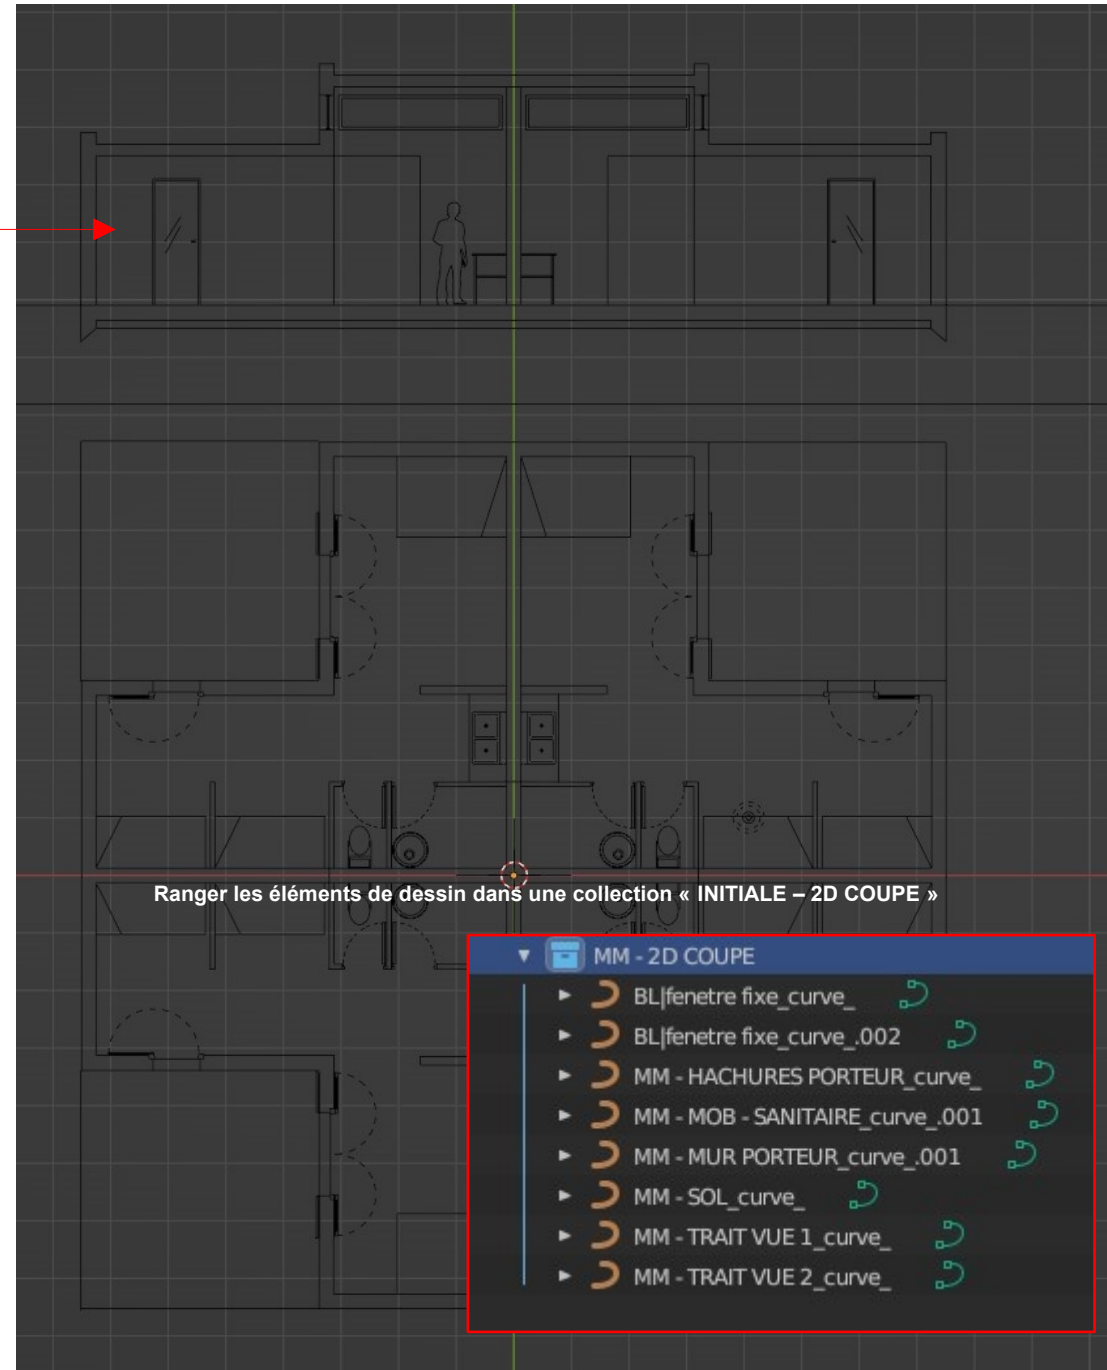 Ranger les éléments de dessin dans une collection « INITIALE – 2D COUPE »
MM - 2D COUPE
BL|fenetre fixe_curve_
BL|fenetre fixe_curve_.002
MM - HACHURES PORTEUR_curve_
MM - MOB - SANITAIRE_curve_.001
MM - MUR PORTEUR_curve_.001
MM - SOL_curve_
MM - TRAIT VUE 1_curve_
MM - TRAIT VUE 2_curve_